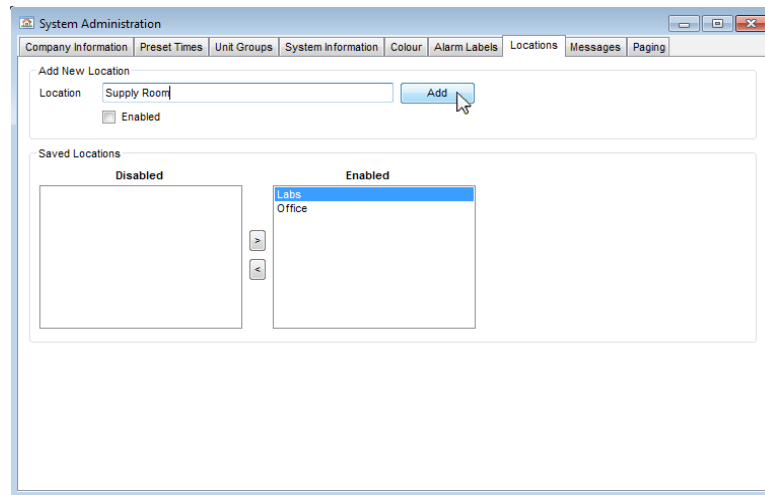 System Administration
Company Information Preset Times Unit Groups System Information Colour Alarm Labels Locations Messages Paging
Add New Location
Location Supply Room Add
Enabled
Saved Locations
Disabled Enabled
Labs
Office
>
<